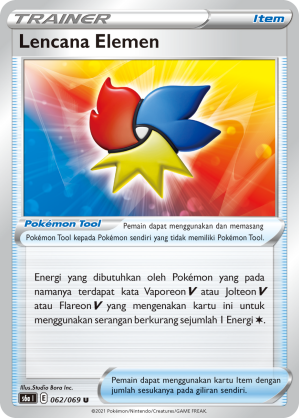 TRAINER
Item
Lencana Elemen
Pokémon Tool
Pemain dapat menggunakan dan memasang
Pokémon Tool kepada Pokémon sendiri yang tidak memiliki Pokémon Tool.
Energi yang dibutuhkan oleh Pokémon yang pada
namanya terdapat kata Vaporeon V atau Jolteon V
atau Flareon V yang mengenakan kartu ini untuk
menggunakan serangan berkurang sejumlah 1 Energi
Illus.Studio Bora Inc.
Pemain dapat menggunakan kartu Item dengan
jumlah sesukanya pada giliran sendiri.
s6a I E 062/069 U
©2021 Pokémon/Nintendo/Creatures/GAME FREAK.